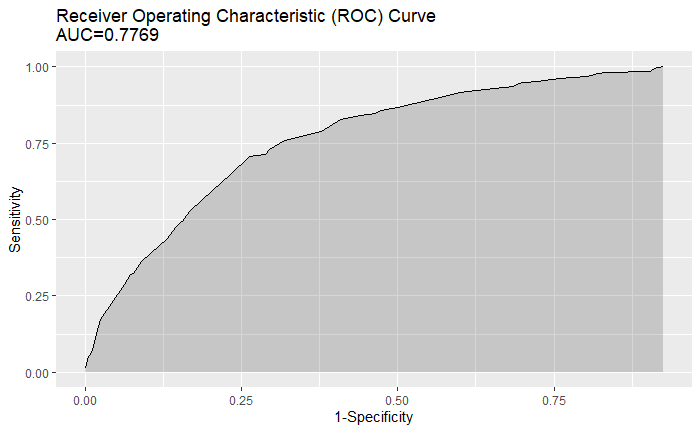 Receiver Operating Characteristic (ROC) Curve
AUC=0.7769
1.00
0.75
0.50
0.25
0.00
Sensitivity
0.00 0.25 0.50 0.75
1-Specificity